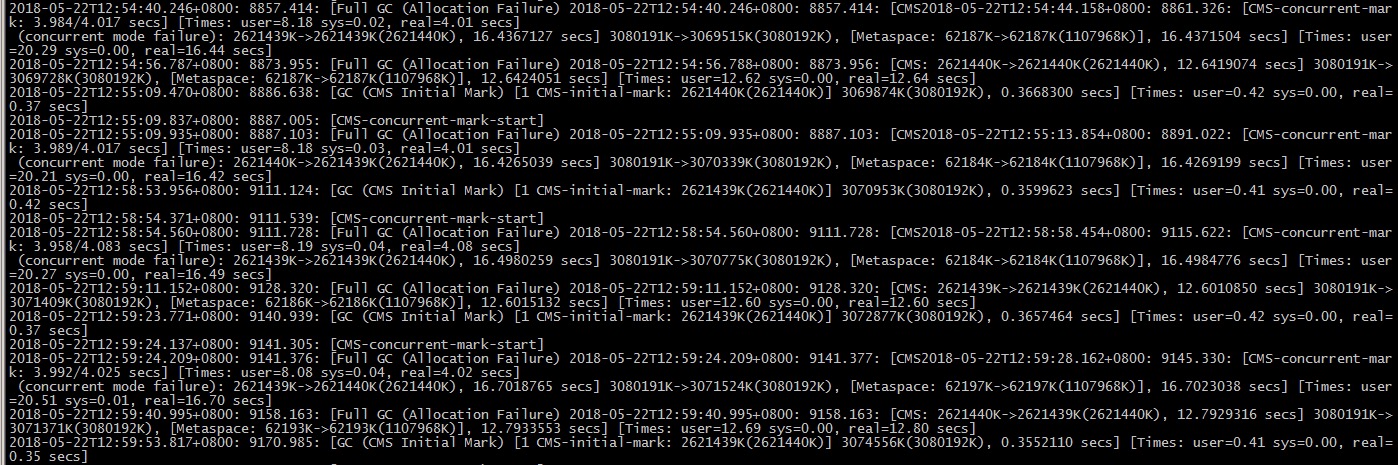 2018-05-22T12:54:40.246+0800: 8857.414: [Full GC (Allocation Failure) 2018-05-22T12:54:40.246+0800: 8857.414: [CMS2018-05-22T12:54:44.158+0800: 8861.326: [CMS-concurrent-mar
k: 3.984/4.017 secs] [Times: user=8.18 sys=0.02, real=4.01 secs]
 (concurrent mode failure): 2621439K->2621439K(2621440K), 16.4367127 secs] 3080191K->3069515K(3080192K), [Metaspace: 62187K->62187K(1107968K)], 16.4371504 secs] [Times: user
=20.29 sys=0.00, real=16.44 secs]
2018-05-22T12:54:56.787+0800: 8873.955: [Full GC (Allocation Failure) 2018-05-22T12:54:56.788+0800: 8873.956: [CMS: 2621440K->2621440K(2621440K), 12.6419074 secs] 3080191K->
3069728K(3080192K), [Metaspace: 62187K->62187K(1107968K)], 12.6424051 secs] [Times: user=12.62 sys=0.00, real=12.64 secs]
2018-05-22T12:55:09.470+0800: 8886.638: [GC (CMS Initial Mark) [1 CMS-initial-mark: 2621440K(2621440K)] 3069874K(3080192K), 0.3668300 secs] [Times: user=0.42 sys=0.00, real=
0.37 secs]
2018-05-22T12:55:09.837+0800: 8887.005: [CMS-concurrent-mark-start]
2018-05-22T12:55:09.935+0800: 8887.103: [Full GC (Allocation Failure) 2018-05-22T12:55:09.935+0800: 8887.103: [CMS2018-05-22T12:55:13.854+0800: 8891.022: [CMS-concurrent-mar
k: 3.989/4.017 secs] [Times: user=8.18 sys=0.03, real=4.01 secs]
 (concurrent mode failure): 2621440K->2621439K(2621440K), 16.4265039 secs] 3080191K->3070339K(3080192K), [Metaspace: 62184K->62184K(1107968K)], 16.4269199 secs] [Times: user
=20.21 sys=0.00, real=16.42 secs]
2018-05-22T12:58:53.956+0800: 9111.124: [GC (CMS Initial Mark) [1 CMS-initial-mark: 2621439K(2621440K)] 3070953K(3080192K), 0.3599623 secs] [Times: user=0.41 sys=0.00, real=
0.42 secs]
2018-05-22T12:58:54.371+0800: 9111.539: [CMS-concurrent-mark-start]
2018-05-22T12:58:54.560+0800: 9111.728: [Full GC (Allocation Failure) 2018-05-22T12:58:54.560+0800: 9111.728: [CMS2018-05-22T12:58:58.454+0800: 9115.622: [CMS-concurrent-mar
k: 3.958/4.083 secs] [Times: user=8.19 sys=0.04, real=4.08 secs]
 (concurrent mode failure): 2621439K->2621439K(2621440K), 16.4980259 secs] 3080191K->3070775K(3080192K), [Metaspace: 62184K->62184K(1107968K)], 16.4984776 secs] [Times: user
=20.27 sys=0.00, real=16.49 secs]
2018-05-22T12:59:11.152+0800: 9128.320: [Full GC (Allocation Failure) 2018-05-22T12:59:11.152+0800: 9128.320: [CMS: 2621439K->2621439K(2621440K), 12.6010850 secs] 3080191K->
3071409K(3080192K), [Metaspace: 62186K->62186K(1107968K)], 12.6015132 secs] [Times: user=12.60 sys=0.00, real=12.60 secs]
2018-05-22T12:59:23.771+0800: 9140.939: [GC (CMS Initial Mark) [1 CMS-initial-mark: 2621439K(2621440K)] 3072877K(3080192K), 0.3657464 secs] [Times: user=0.42 sys=0.00, real=
0.37 secs]
2018-05-22T12:59:24.137+0800: 9141.305: [CMS-concurrent-mark-start]
2018-05-22T12:59:24.209+0800: 9141.376: [Full GC (Allocation Failure) 2018-05-22T12:59:24.209+0800: 9141.377: [CMS2018-05-22T12:59:28.162+0800: 9145.330: [CMS-concurrent-mar
k: 3.992/4.025 secs] [Times: user=8.08 sys=0.04, real=4.02 secs]
 (concurrent mode failure): 2621439K->2621440K(2621440K), 16.7018765 secs] 3080191K->3071524K(3080192K), [Metaspace: 62197K->62197K(1107968K)], 16.7023038 secs] [Times: user
=20.51 sys=0.01, real=16.70 secs]
2018-05-22T12:59:40.995+0800: 9158.163: [Full GC (Allocation Failure) 2018-05-22T12:59:40.995+0800: 9158.163: [CMS: 2621440K->2621439K(2621440K), 12.7929316 secs] 3080191K->
3071371K(3080192K), [Metaspace: 62193K->62193K(1107968K)], 12.7933553 secs] [Times: user=12.69 sys=0.00, real=12.80 secs]
2018-05-22T12:59:53.817+0800: 9170.985: [GC (CMS Initial Mark) [1 CMS-initial-mark: 2621439K(2621440K)] 3074556K(3080192K), 0.3552110 secs] [Times: user=0.41 sys=0.00, real=
0.35 secs]